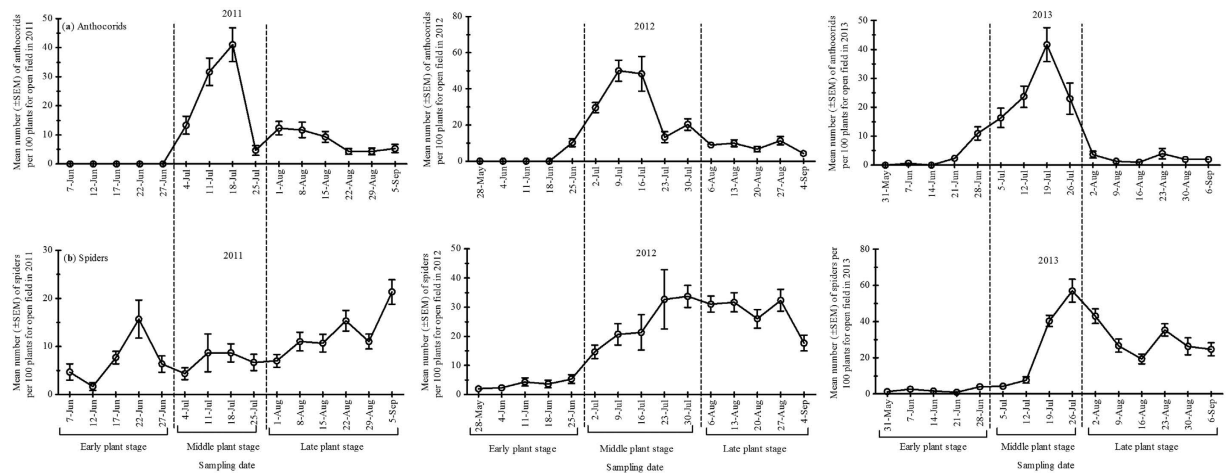 (a) Anthocorids
2011
Mean number (±SEM) of anthocorids
per 100 plants for open field in 2011
50
40
30
20
10
0
7-Jun
12-Jun
17-Jun
22-Jun
27-Jun
4-Jul
11-Jul
18-Jul
25-Jul
1-Aug
8-Aug
15-Aug
22-Aug
29-Aug
5-Sep
2012
Mean number (±SEM) of anthocorids
per 100 plants for open field in 2012
80
60
40
20
0
28-May
4-Jun
11-Jun
18-Jun
25-Jun
2-Jul
9-Jul
16-Jul
23-Jul
30-Jul
6-Aug
13-Aug
20-Aug
27-Aug
4-Sep
2013
Mean number (±SEM) of anthocorids
per 100 plants for open field in 2013
50
40
30
20
10
0
31-May
7-Jun
14-Jun
21-Jun
28-Jun
5-Jul
12-Jul
19-Jul
26-Jul
2-Aug
9-Aug
16-Aug
23-Aug
30-Aug
6-Sep
(b) Spiders
2011
Mean number (±SEM) of spiders
per 100 plants for open field in 2011
30
20
10
0
7-Jun
12-Jun
17-Jun
22-Jun
27-Jun
4-Jul
11-Jul
18-Jul
25-Jul
1-Aug
8-Aug
15-Aug
22-Aug
29-Aug
5-Sep
Early plant stage
Middle plant stage
Late plant stage
Sampling date
2012
Mean number (±SEM) of spiders
per 100 plants for open field in 2012
50
40
30
20
10
0
28-May
4-Jun
11-Jun
18-Jun
25-Jun
2-Jul
9-Jul
16-Jul
23-Jul
30-Jul
6-Aug
13-Aug
20-Aug
27-Aug
4-Sep
Early plant stage
Middle plant stage
Late plant stage
Sampling date
2013
Mean number (±SEM) of spiders per
100 plants for open field in 2013
80
60
40
20
0
31-May
7-Jun
14-Jun
21-Jun
28-Jun
5-Jul
12-Jul
19-Jul
26-Jul
2-Aug
9-Aug
16-Aug
23-Aug
30-Aug
6-Sep
Early plant stage
Middle plant stage
Late plant stage
Sampling date